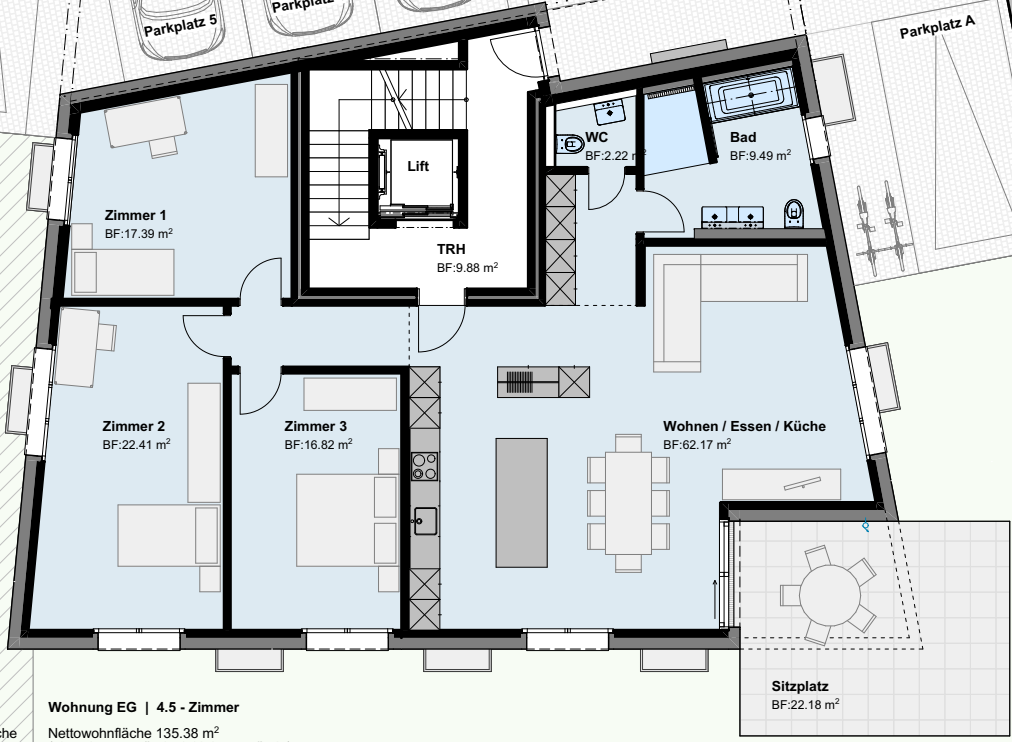 Parkplatz 5
Parkplatz A
WC
BF:2.22 m²
Bad
BF:9.49 m²
Lift
Zimmer 1
BF:17.39 m²
TRH
BF:9.88 m²
Zimmer 2
BF:22.41 m²
Zimmer 3
BF:16.82 m²
Wohnen / Essen / Küche
BF:62.17 m²
Sitzplatz
BF:22.18 m²
Wohnung EG | 4.5 - Zimmer
Nettowohnfläche 135.38 m²